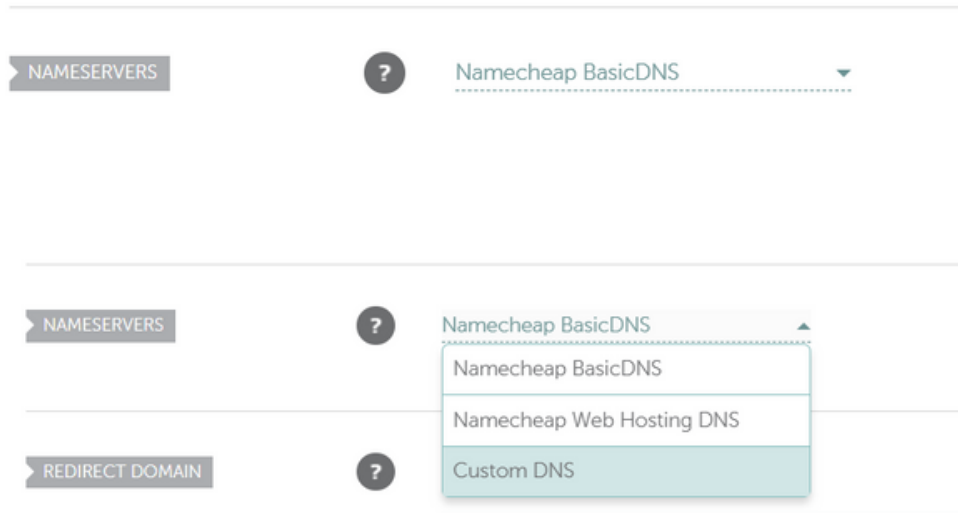 NAMESERVERS ? Namecheap BasicDNS
NAMESERVERS ? Namecheap BasicDNS
Namecheap BasicDNS
Namecheap Web Hosting DNS
Custom DNS
REDIRECT DOMAIN ?